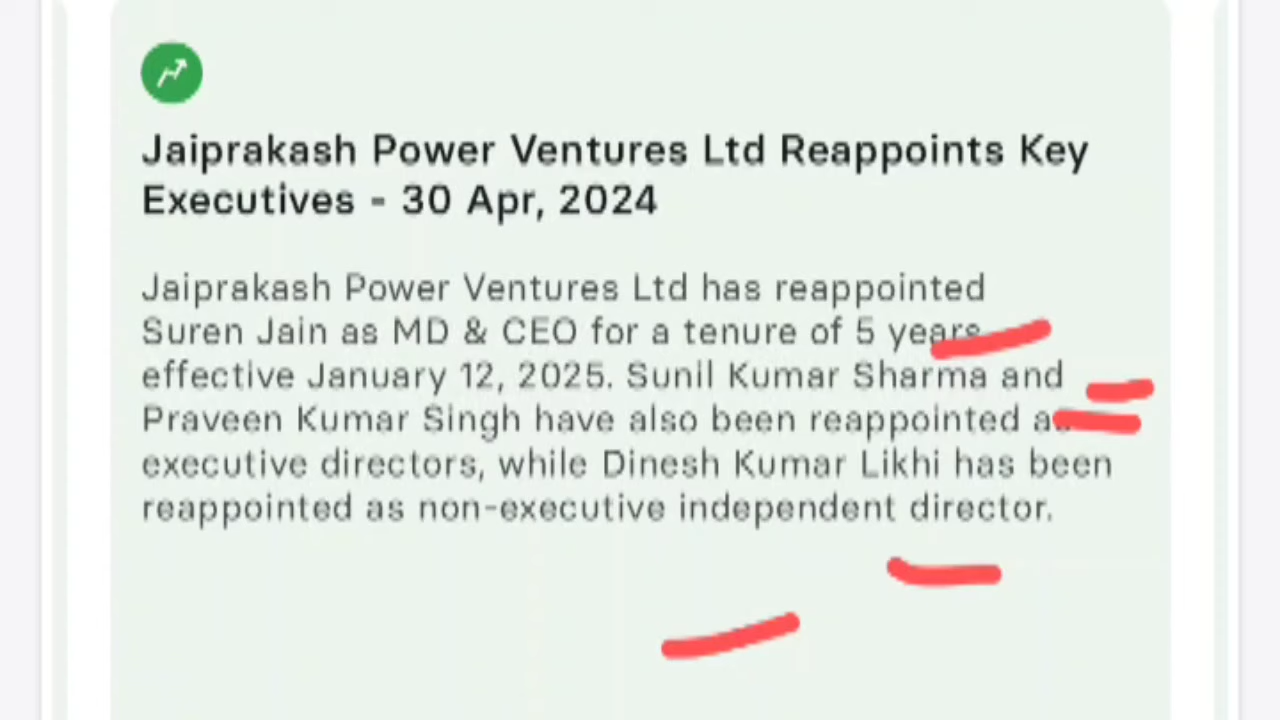 Jaiprakash Power Ventures Ltd Reappoints Key
Executives - 30 Apr, 2024
Jaiprakash Power Ventures Ltd has reappointed
Suren Jain as MD & CEO for a tenure of 5 years
effective January 12, 2025. Sunil Kumar Sharma and
Praveen Kumar Singh have also been reappointed as
executive directors, while Dinesh Kumar Likhi has been
reappointed as non-executive independent director.